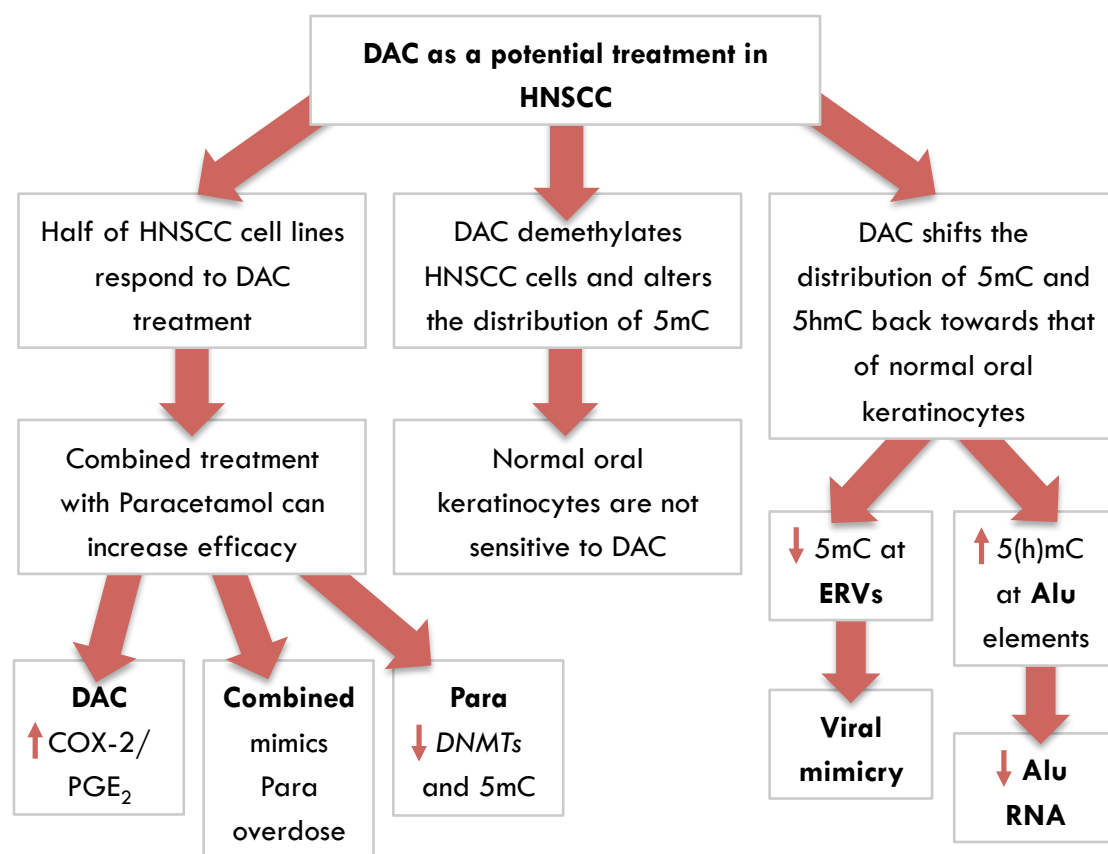 DAC as a potential treatment in
HNSCC
Half of HNSCC cell lines
respond to DAC
treatment
DAC demethylates
HNSCC cells and alters
the distribution of 5mC
DAC shifts the
distribution of 5mC and
5hmC back towards that
of normal oral
keratinocytes
Combined treatment
with Paracetamol can
increase efficacy
Normal oral
keratinocytes are not
sensitive to DAC
5mC at
ERVs
5(h)mC
at Alu
elements
DAC
COX-2/
PGE₂
Combined
mimics
Para
overdose
Para
DNMTs
and 5mC
Viral
mimicry
Alu
RNA